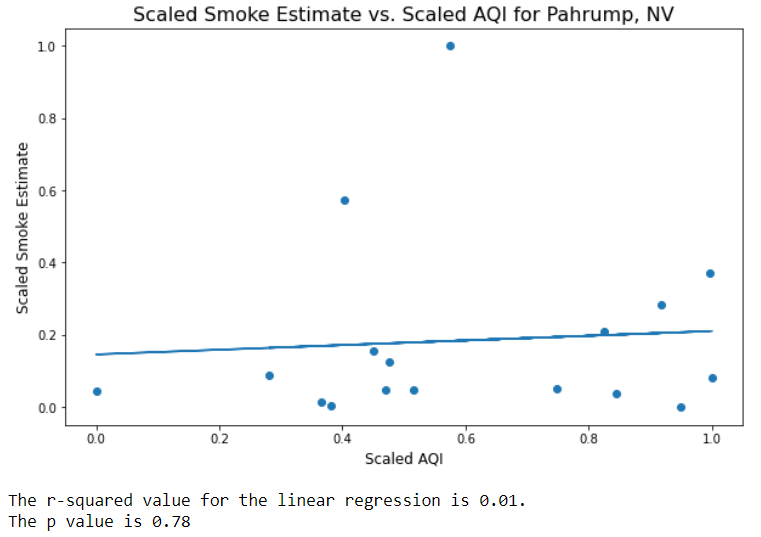 Scaled Smoke Estimate vs. Scaled AQI for Pahrump, NV
1.0
0.8
0.6
0.4
0.2
0.0
Scaled Smoke Estimate
0.0 0.2 0.4 0.6 0.8 1.0
Scaled AQI
The r-squared value for the linear regression is 0.01.
The p value is 0.78